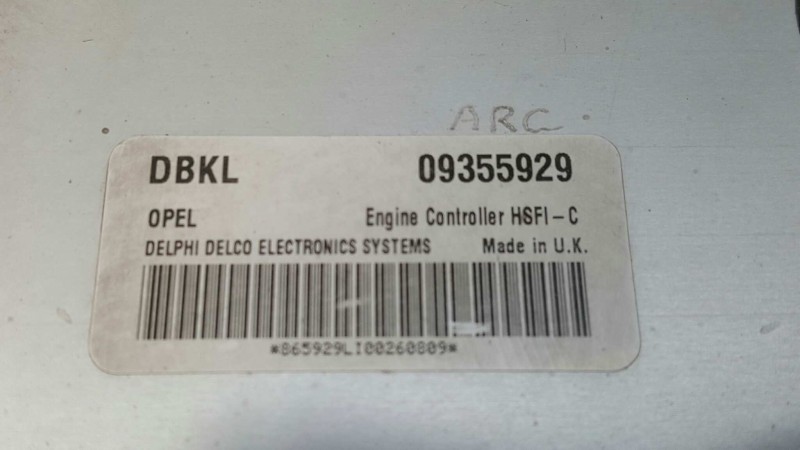 ARC
DBKL 09355929
OPEL Engine Controller HSFI-C
DELPHI DELCO ELECTRONICS SYSTEMS Made in U.K.
*865929LI00260809*